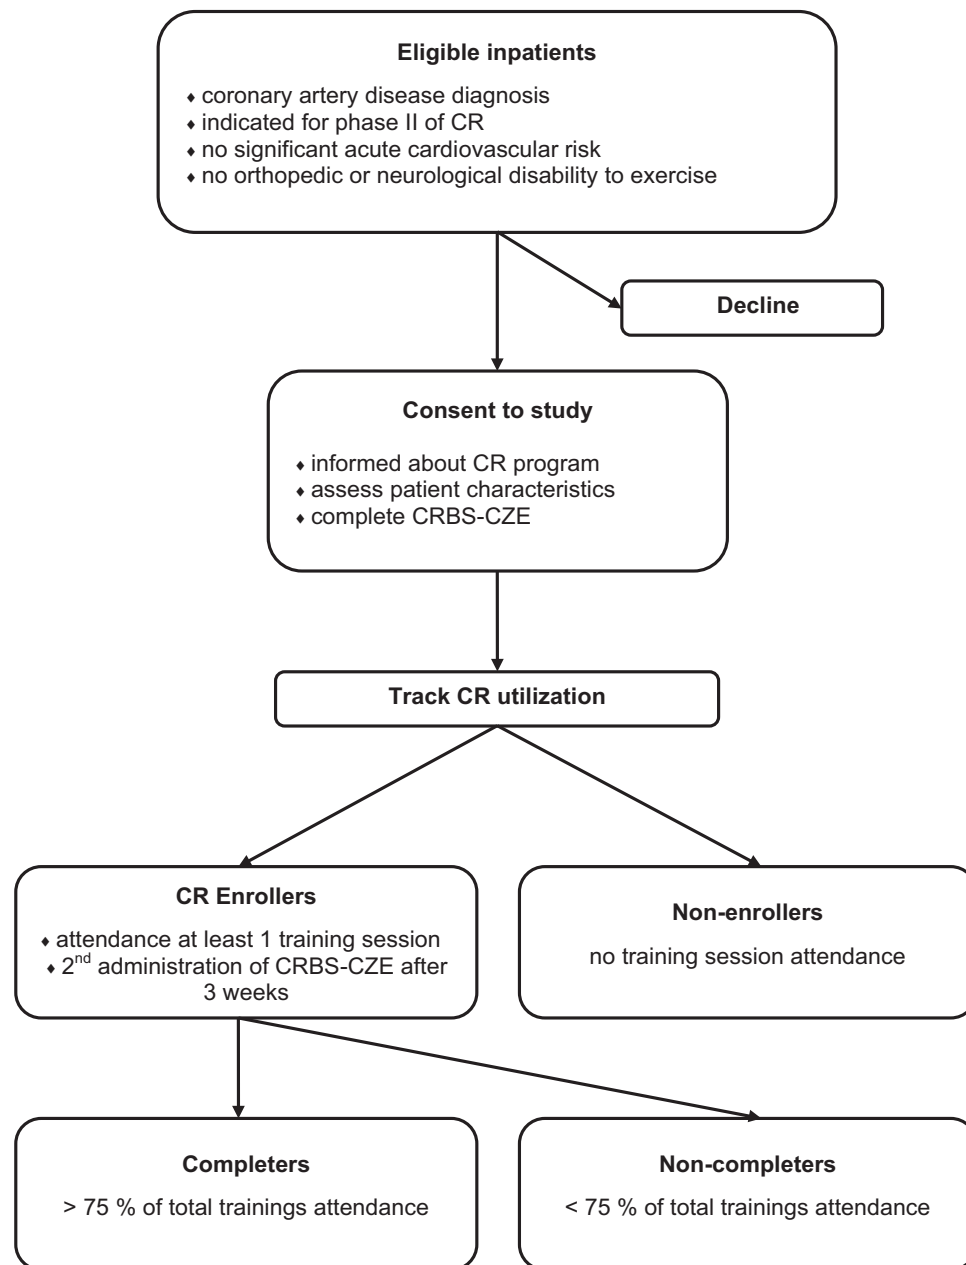 Eligible inpatients
♦ coronary artery disease diagnosis
♦ indicated for phase II of CR
♦ no significant acute cardiovascular risk
♦ no orthopedic or neurological disability to exercise
Decline
Consent to study
♦ informed about CR program
♦ assess patient characteristics
♦ complete CRBS-CZE
Track CR utilization
CR Enrollers
♦ attendance at least 1 training session
♦ 2nd administration of CRBS-CZE after
3 weeks
Non-enrollers
no training session attendance
Completers
> 75 % of total trainings attendance
Non-completers
< 75 % of total trainings attendance